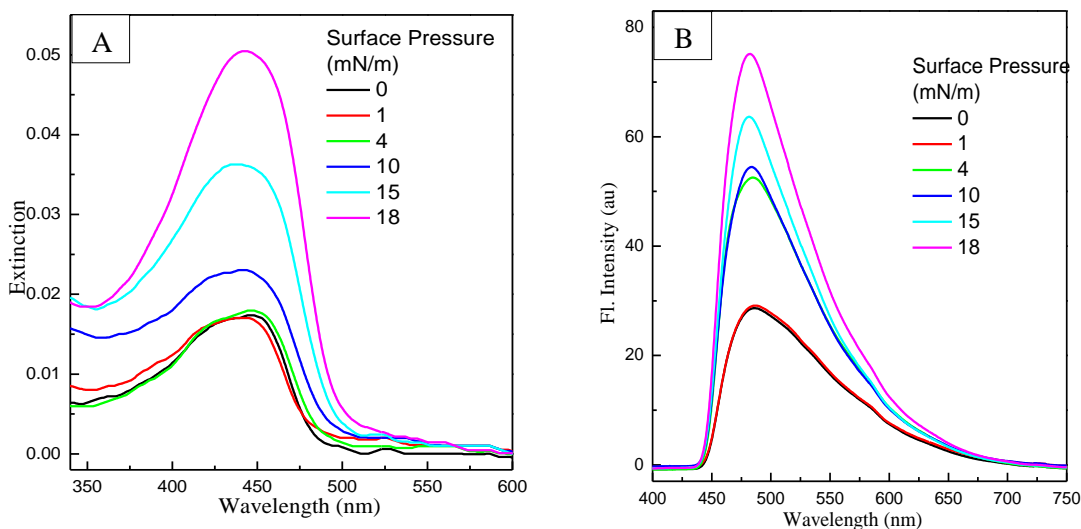 A
Surface Pressure
(mN/m)
0
1
4
10
15
18
0.05
0.04
0.03
0.02
0.01
0.00
Extinction
350 400 450 500 550 600
Wavelength (nm)
B
Surface Pressure
(mN/m)
0
1
4
10
15
18
80
60
40
20
0
Fl. Intensity (au)
400 450 500 550 600 650 700 750
Wavelength (nm)